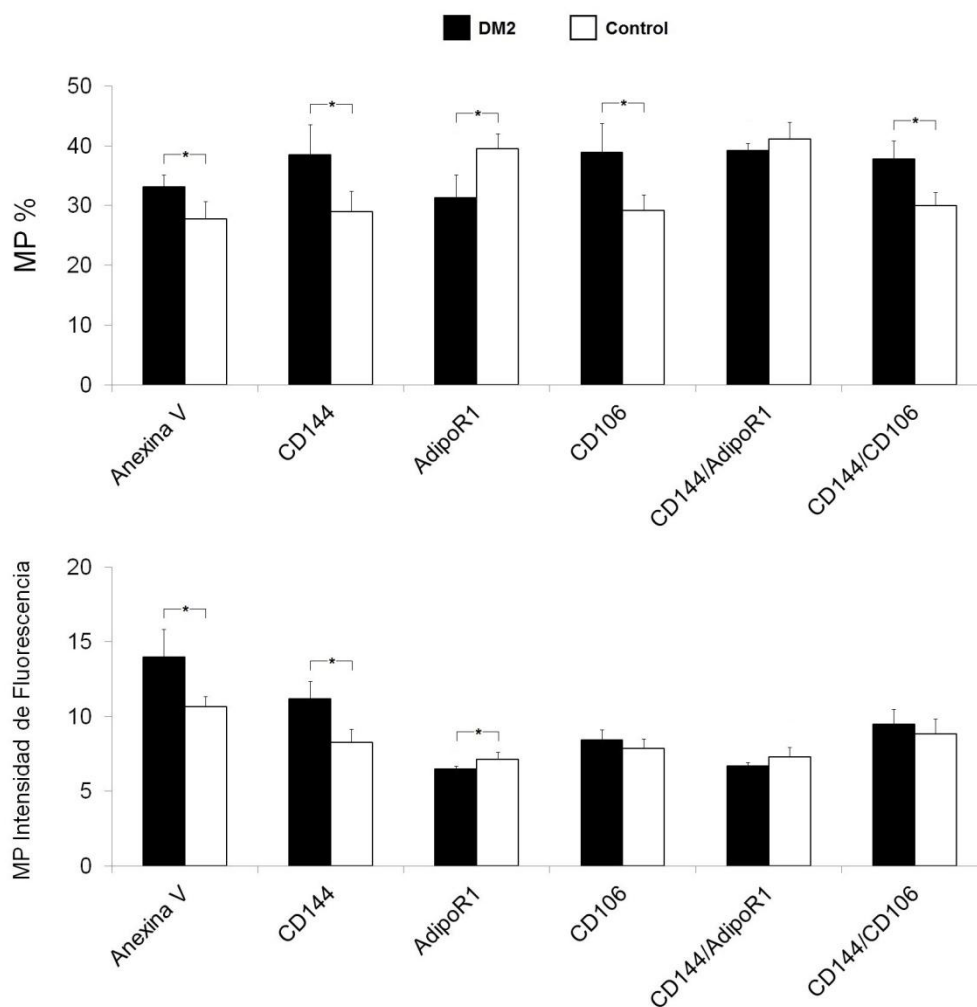 DM2 Control
MP %
50
40
30
20
10
0
* * * * *
Anexina V
CD144
AdipoR1
CD106
CD144/AdipoR1
CD144/CD106
MP Intensidad de Fluorescencia
20
15
10
5
0
* * *
Anexina V
CD144
AdipoR1
CD106
CD144/AdipoR1
CD144/CD106